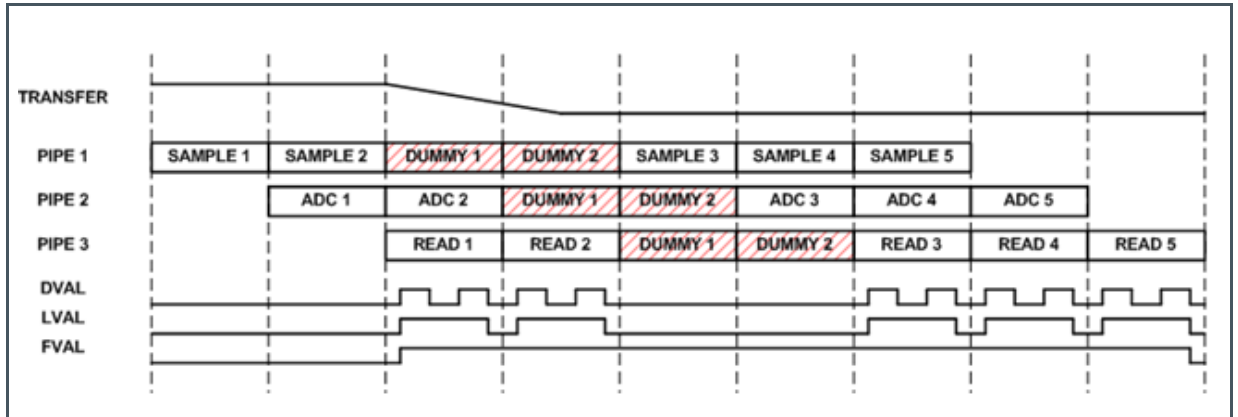 TRANSFER
PIPE 1 SAMPLE 1 SAMPLE 2 DUMMY 1 DUMMY 2 SAMPLE 3 SAMPLE 4 SAMPLE 5
PIPE 2 ADC 1 ADC 2 DUMMY 1 DUMMY 2 ADC 3 ADC 4 ADC 5
PIPE 3 READ 1 READ 2 DUMMY 1 DUMMY 2 READ 3 READ 4 READ 5
DVAL
LVAL
FVAL